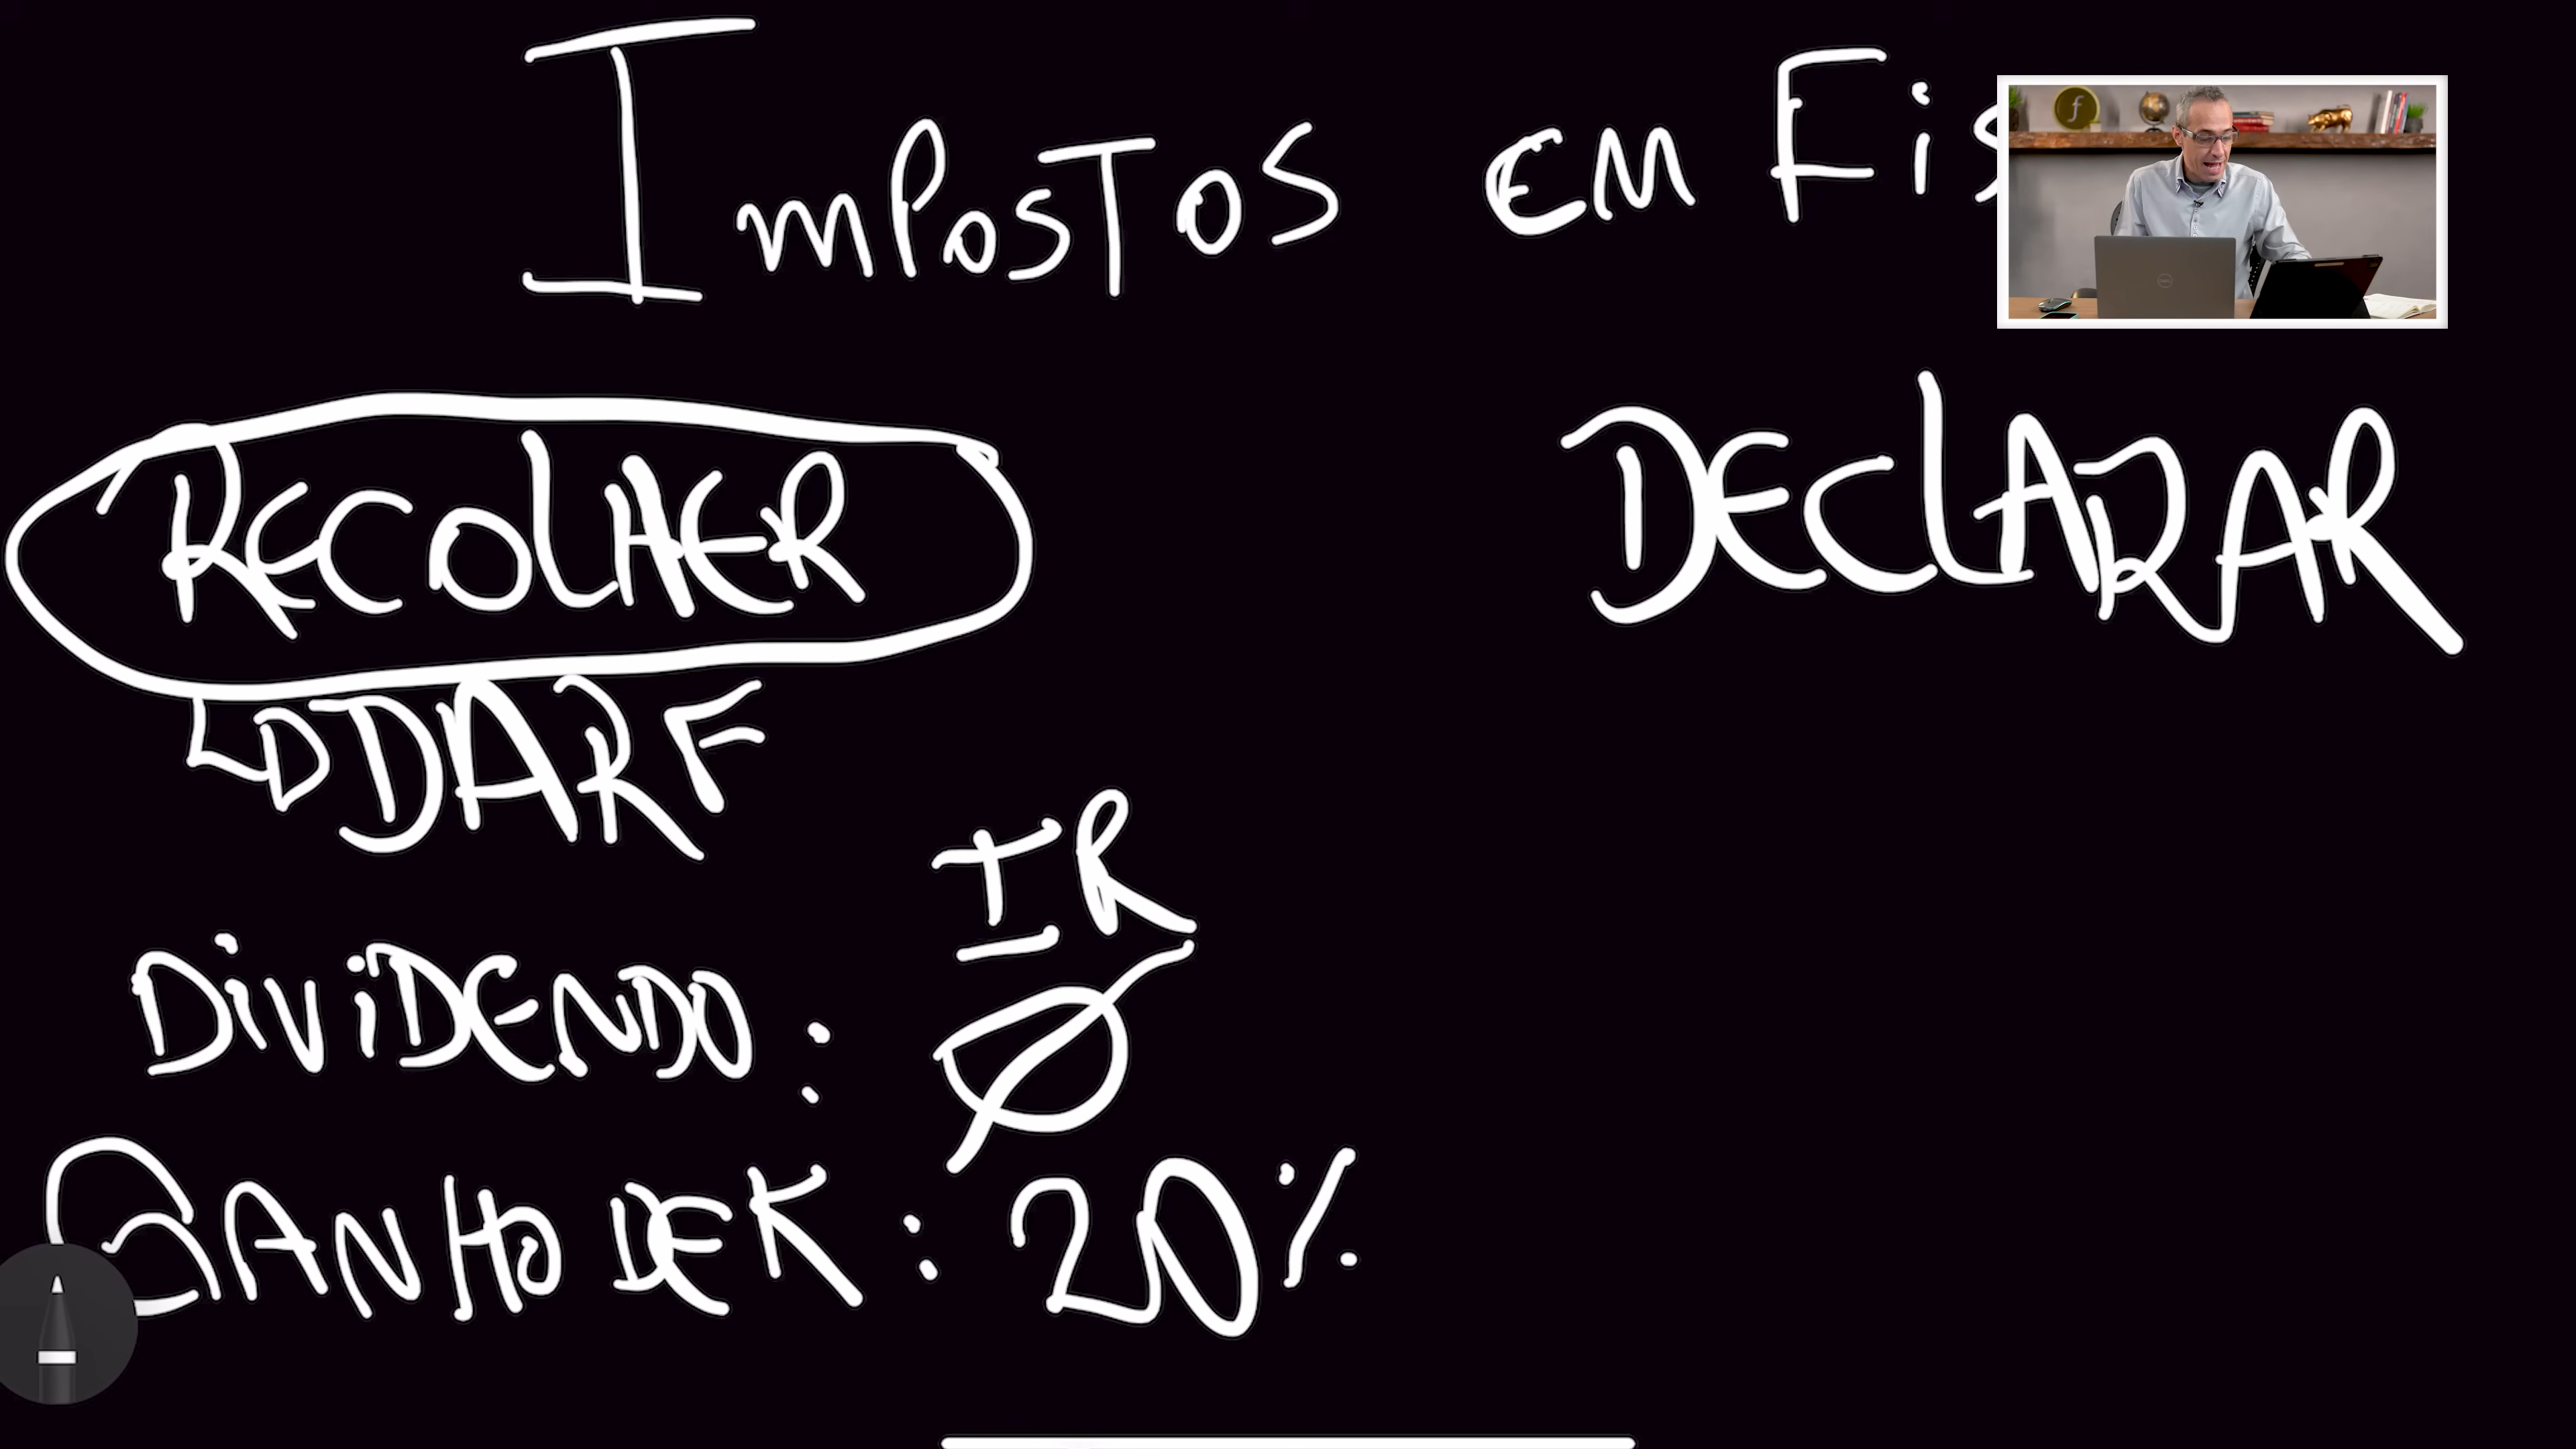 IMPOSTOS EM FiS
RECOLHER DECLARAR
DARF
IR
DiViDENDO: Ø
GANHO DE K: 20%